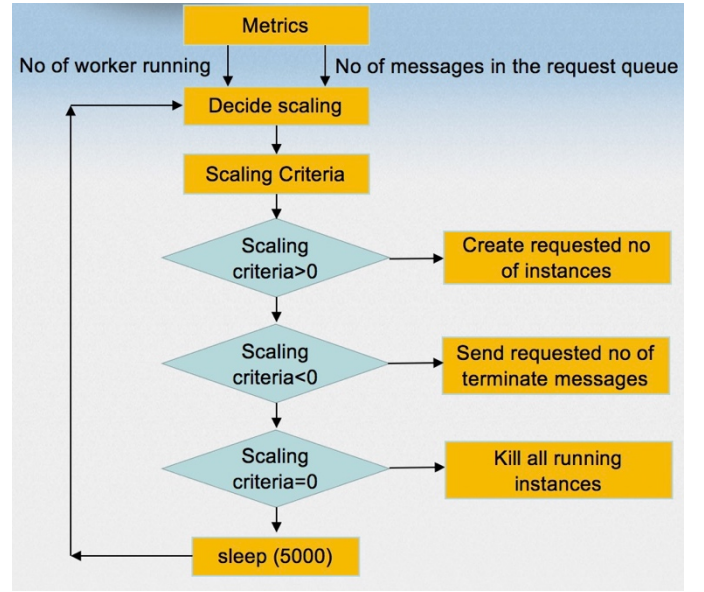 Metrics
No of worker running
No of messages in the request queue
Decide scaling
Scaling Criteria
Scaling
criteria>0
Create requested no
of instances
Scaling
criteria<0
Send requested no of
terminate messages
Scaling
criteria=0
Kill all running
instances
sleep (5000)